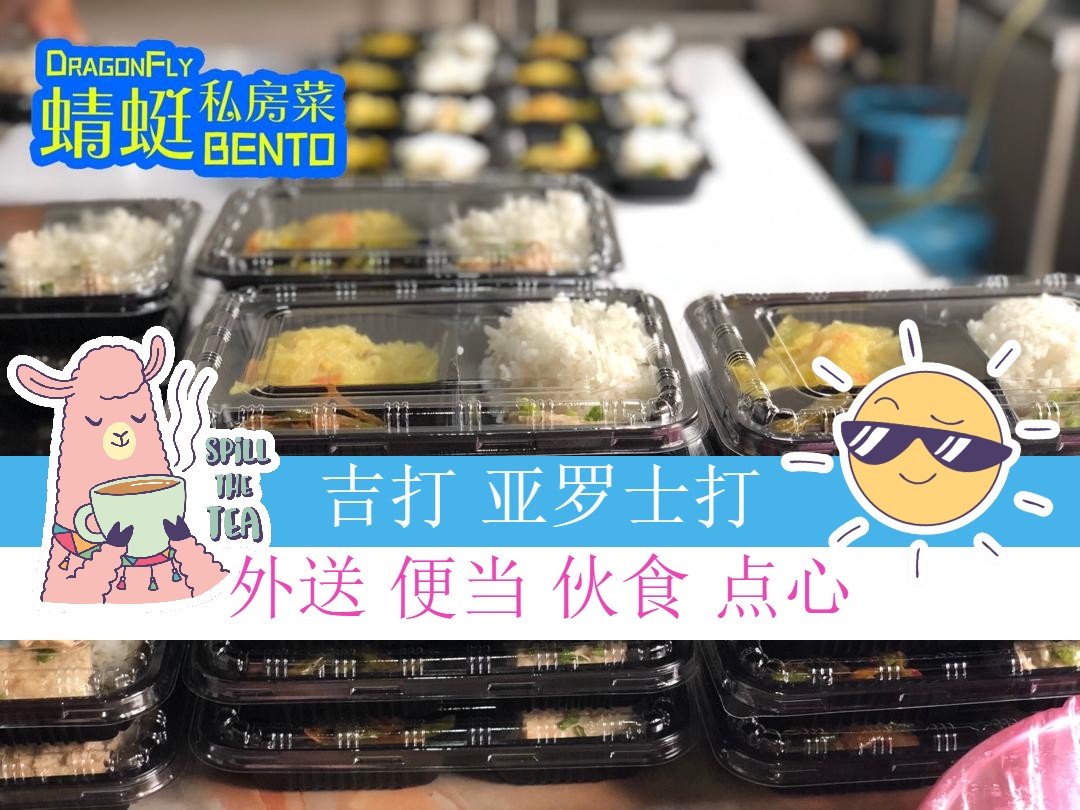 DRAGONFLY
蜻蜓 私房菜
BENTO
SPILL
THE
TEA
吉打 亚罗士打
外送 便当 伙食 点心